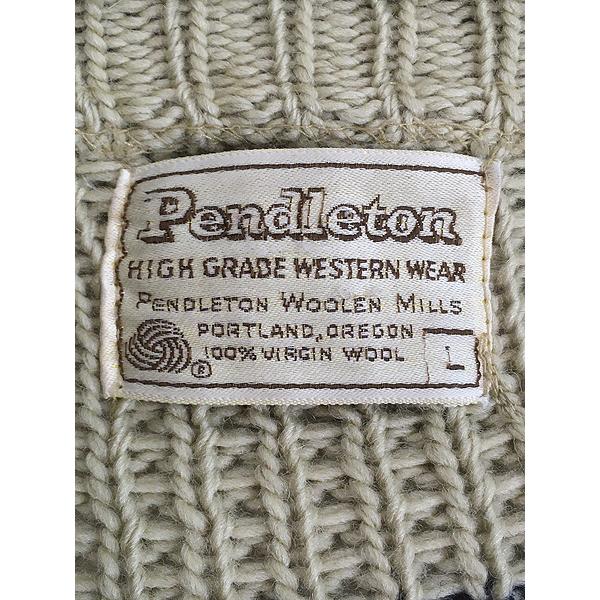 Pendleton
HIGH GRADE WESTERN WEAR
PENDLETON WOOLEN MILLS
PORTLAND, OREGON
100% VIRGIN WOOL
L
®